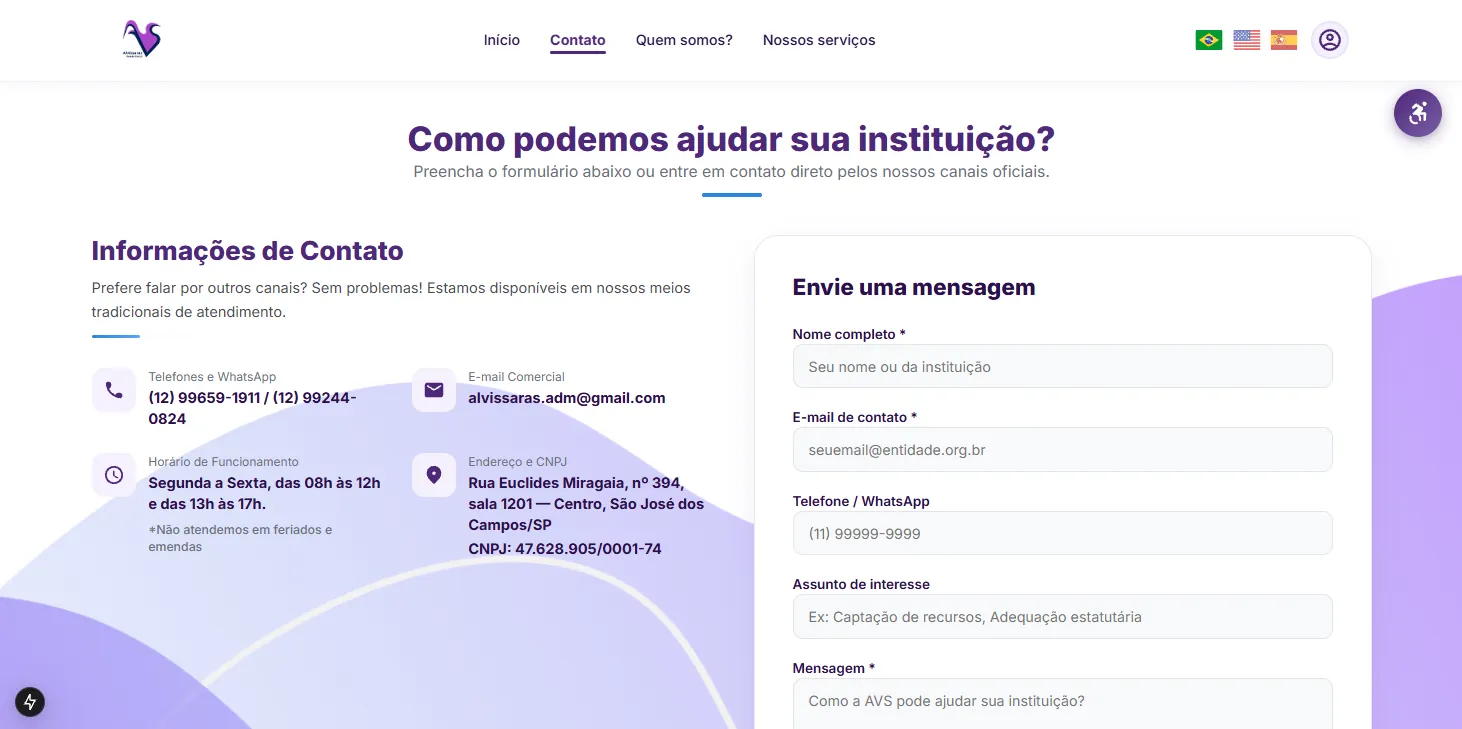 Início
Contato
Quem somos?
Nossos serviços
Como podemos ajudar sua instituição?
Preencha o formulário abaixo ou entre em contato direto pelos nossos canais oficiais.
Informações de Contato
Prefere falar por outros canais? Sem problemas! Estamos disponíveis em nossos meios
tradicionais de atendimento.
Telefones e WhatsApp
(12) 99659-1911 / (12) 99244-
0824
E-mail Comercial
alvissaras.adm@gmail.com
Horário de Funcionamento
Segunda a Sexta, das 08h às 12h
e das 13h às 17h.
*Não atendemos em feriados e
emendas
Endereço e CNPJ
Rua Euclides Miragaia, nº 394,
sala 1201 — Centro, São José dos
Campos/SP
CNPJ: 47.628.905/0001-74
Envie uma mensagem
Nome completo *
Seu nome ou da instituição
E-mail de contato *
seuemail@entidade.org.br
Telefone / WhatsApp
(11) 99999-9999
Assunto de interesse
Ex: Captação de recursos, Adequação estatutária
Mensagem *
Como a AVS pode ajudar sua instituição?